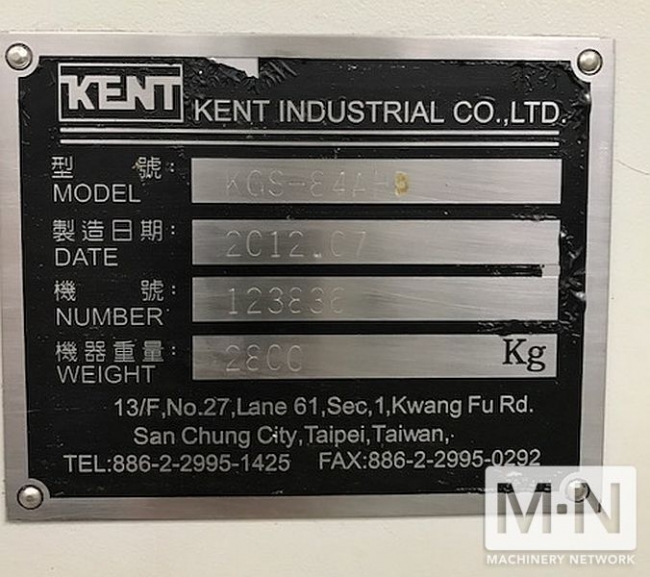 KENT
KENT INDUSTRIAL CO.,LTD.
型 號:
MODEL KGS-84AHD
製造日期:
DATE 2012.07
機 號:
NUMBER
機器重量:
WEIGHT 2800 Kg
13/F,No.27,Lane 61,Sec,1,Kwang Fu Rd.
San Chung City,Taipei,Taiwan,
TEL:886-2-2995-1425 FAX:886-2-2995-0292
M·N
MACHINERY NETWORK